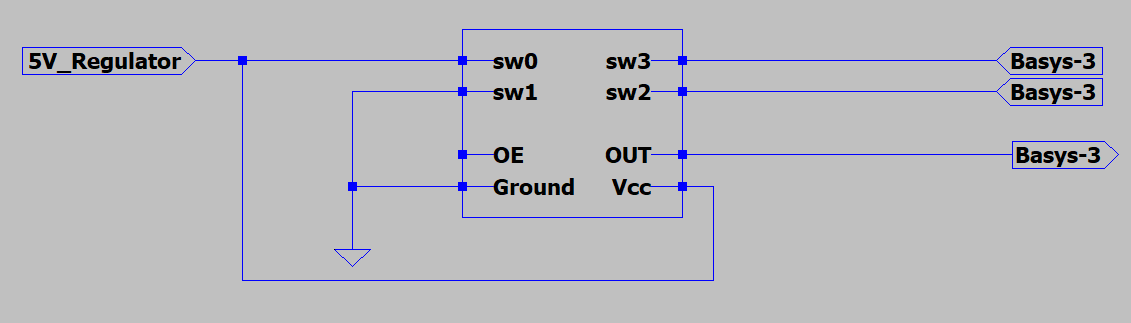 5V_Regulator
sw0
sw3
Basys-3
sw1
sw2
Basys-3
OE
OUT
Basys-3
Ground
Vcc